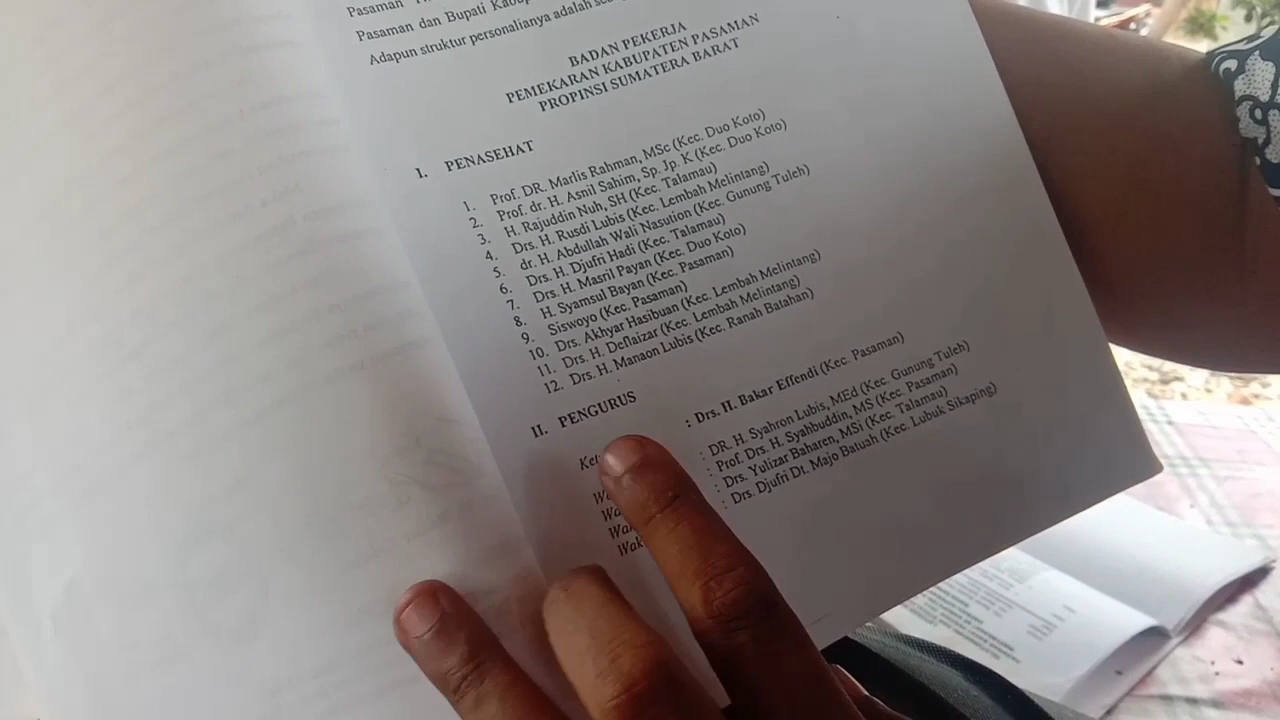 Pasaman
Pasaman dan Bupati
Adapun struktur personalianya adalah
BADAN PEKERJA
PEMEKARAN KABUPATEN PASAMAN
PROPINSI SUMATERA BARAT
I. PENASEHAT
1. Prof. DR. Marlis Rahman, MSc (Kec. Duo Koto)
2. Prof. dr. H. Asnil Sahim, Sp. Jp. K (Kec. Duo Koto)
3. H. Rajuddin Nuh, SH (Kec. Talamau)
4. Drs. H. Rusdi Lubis (Kec. Lembah Melintang)
5. dr. H. Abdullah Wali Nasution (Kec. Gunung Tuleh)
6. Drs. H. Djufri Hadi (Kec. Talamau)
7. Drs. H. Masril Payan (Kec. Duo Koto)
8. H. Syamsul Bayan (Kec. Pasaman)
9. Siswoyo (Kec. Pasaman)
10. Drs. Akhyar Hasibuan (Kec. Lembah Melintang)
11. Drs. H. Deflaizar (Kec. Lembah Melintang)
12. Drs. H. Manaon Lubis (Kec. Ranah Batahan)
II. PENGURUS
: Drs. H. Bakar Effendi (Kec. Pasaman)
: DR. H. Syahron Lubis, MEd (Kec. Gunung Tuleh)
: Prof. Drs. H. Syahbuddin, MS (Kec. Pasaman)
: Drs. Yulizar Baharen, MSi (Kec. Talamau)
: Drs. Djufri Dt. Majo Batuah (Kec. Lubuk Sikaping)